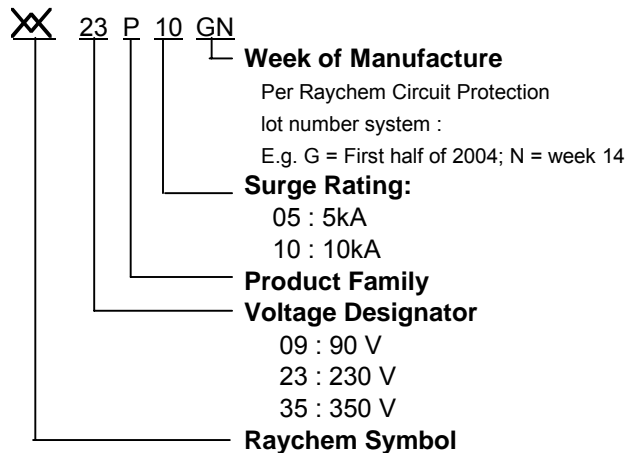 XX 23 P 10 GN
Week of Manufacture
Per Raychem Circuit Protection
lot number system :
E.g. G = First half of 2004; N = week 14
Surge Rating:
05 : 5kA
10 : 10kA
Product Family
Voltage Designator
09 : 90 V
23 : 230 V
35 : 350 V
Raychem Symbol